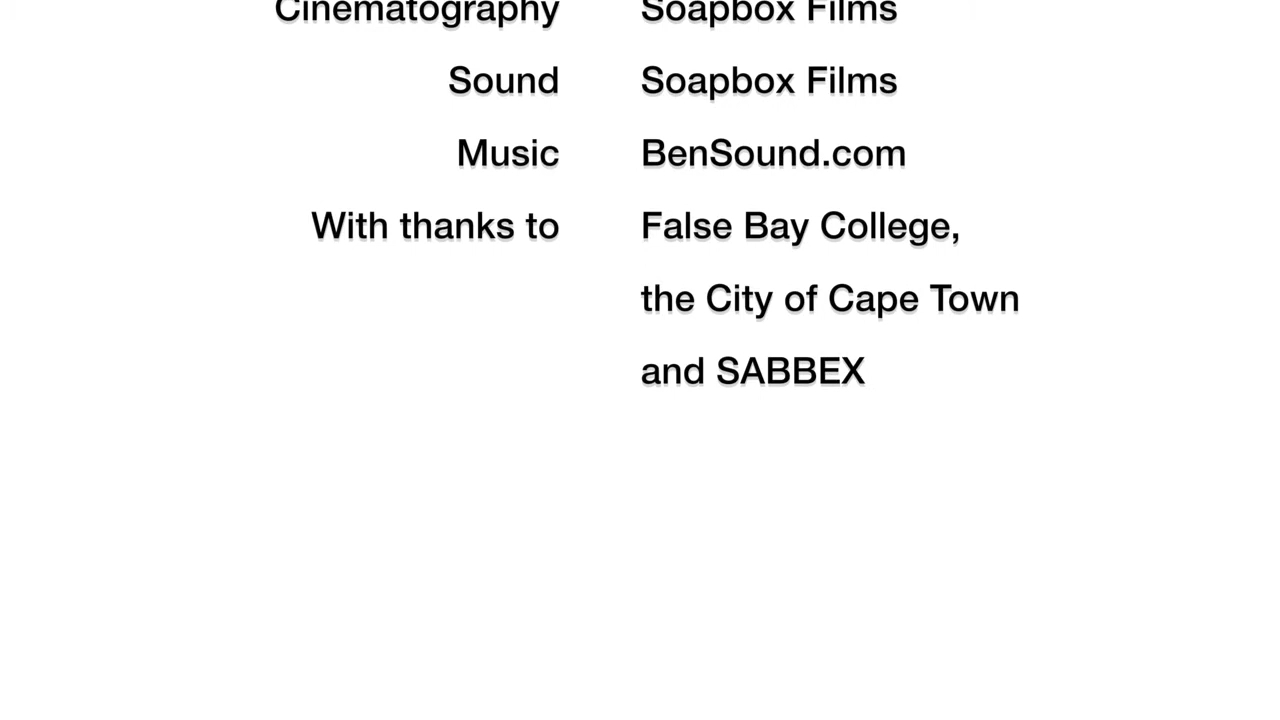 Cinematography Soapbox Films
Sound Soapbox Films
Music BenSound.com
With thanks to False Bay College,
the City of Cape Town
and SABBEX